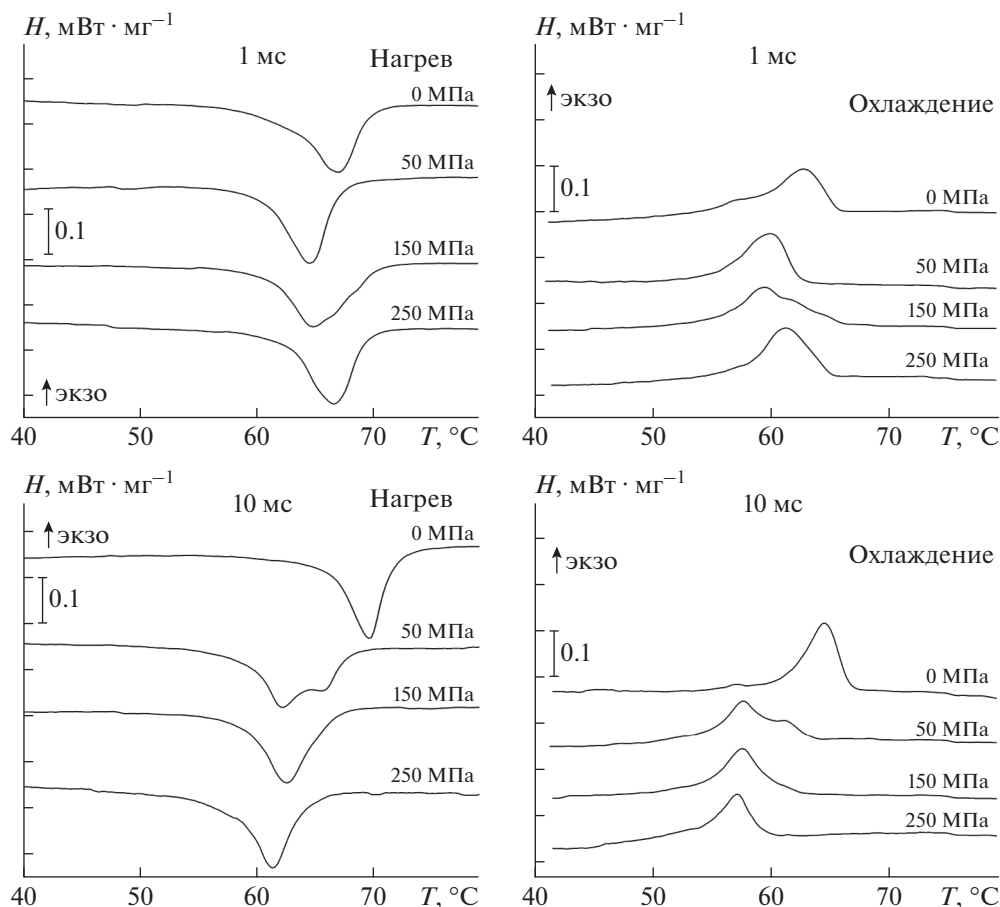 H, мВт · мг⁻¹
1 мс
Нагрев
0 МПа
50 МПа
0.1
150 МПа
250 МПа
экзо
40 50 60 70 T, °C
H, мВт · мг⁻¹
1 мс
экзо
Охлаждение
0.1
0 МПа
50 МПа
150 МПа
250 МПа
40 50 60 70 T, °C
H, мВт · мг⁻¹
10 мс
Нагрев
экзо
0 МПа
0.1
50 МПа
150 МПа
250 МПа
40 50 60 70 T, °C
H, мВт · мг⁻¹
10 мс
экзо
Охлаждение
0.1
0 МПа
50 МПа
150 МПа
250 МПа
40 50 60 70 T, °C